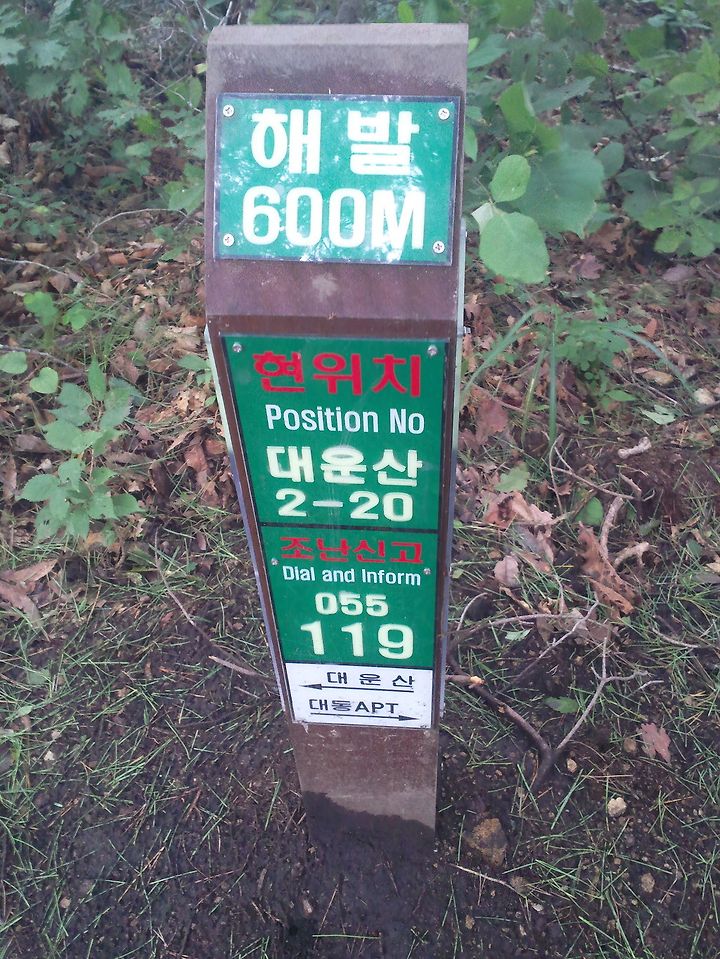 해발
600M
현위치
Position No
대운산
2-20
조난신고
Dial and Inform
055
119
대운산
대동APT